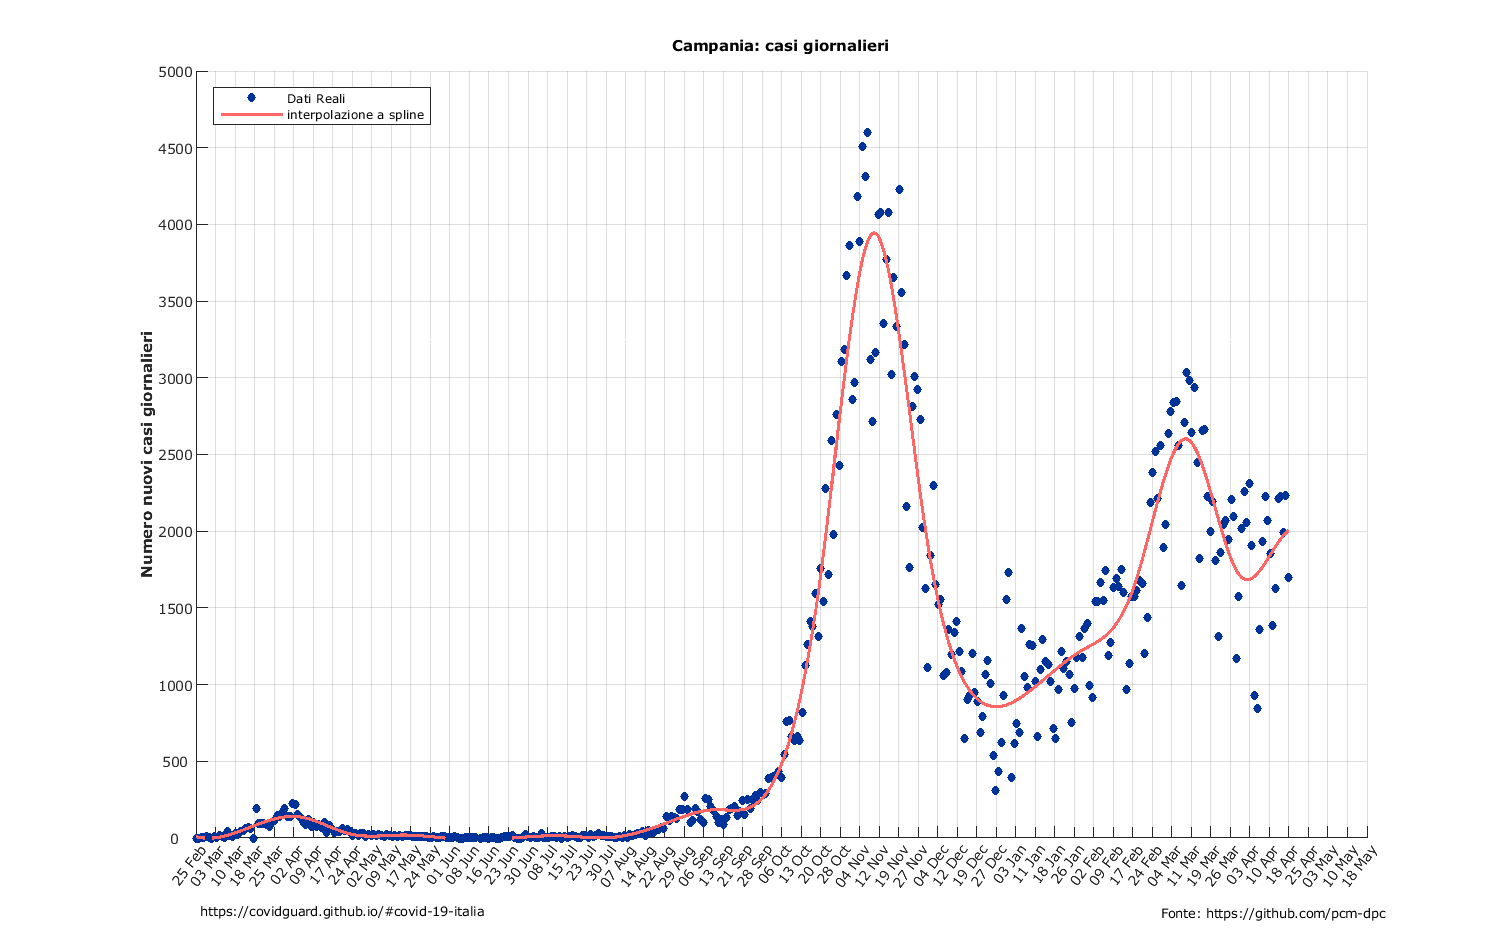 Campania: casi giornalieri
5000
4500
4000
3500
3000
2500
2000
1500
1000
500
0
Numero nuovi casi giornalieri
Dati Reali
interpolazione a spline
25 Feb
03 Mar
10 Mar
18 Mar
25 Mar
02 Apr
09 Apr
17 Apr
24 Apr
02 May
09 May
17 May
24 May
01 Jun
08 Jun
16 Jun
23 Jun
30 Jun
08 Jul
15 Jul
23 Jul
30 Jul
07 Aug
14 Aug
22 Aug
29 Aug
06 Sep
13 Sep
21 Sep
28 Sep
06 Oct
13 Oct
20 Oct
28 Oct
04 Nov
12 Nov
19 Nov
27 Nov
04 Dec
12 Dec
19 Dec
27 Dec
03 Jan
11 Jan
18 Jan
26 Jan
02 Feb
09 Feb
17 Feb
24 Feb
04 Mar
11 Mar
19 Mar
26 Mar
03 Apr
10 Apr
18 Apr
25 Apr
03 May
10 May
18 May
https://covidguard.github.io/#covid-19-italia
Fonte: https://github.com/pcm-dpc